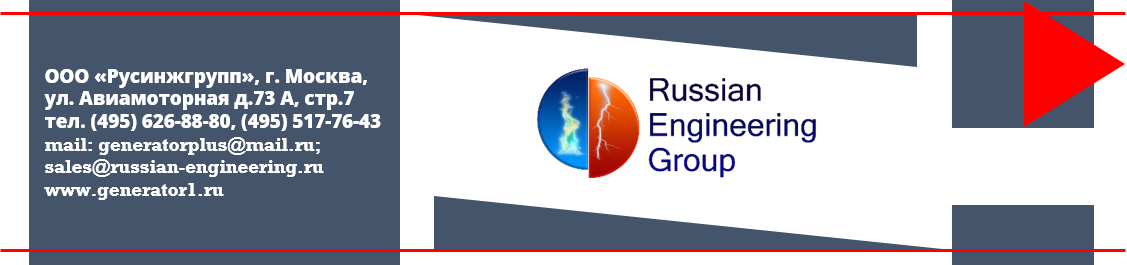 ООО «Русинжгрупп», г. Москва,
ул. Авиамоторная д.73 А, стр.7
тел. (495) 626-88-80, (495) 517-76-43
mail: generatorplus@mail.ru;
sales@russian-engineering.ru
www.generator1.ru
Russian
Engineering
Group